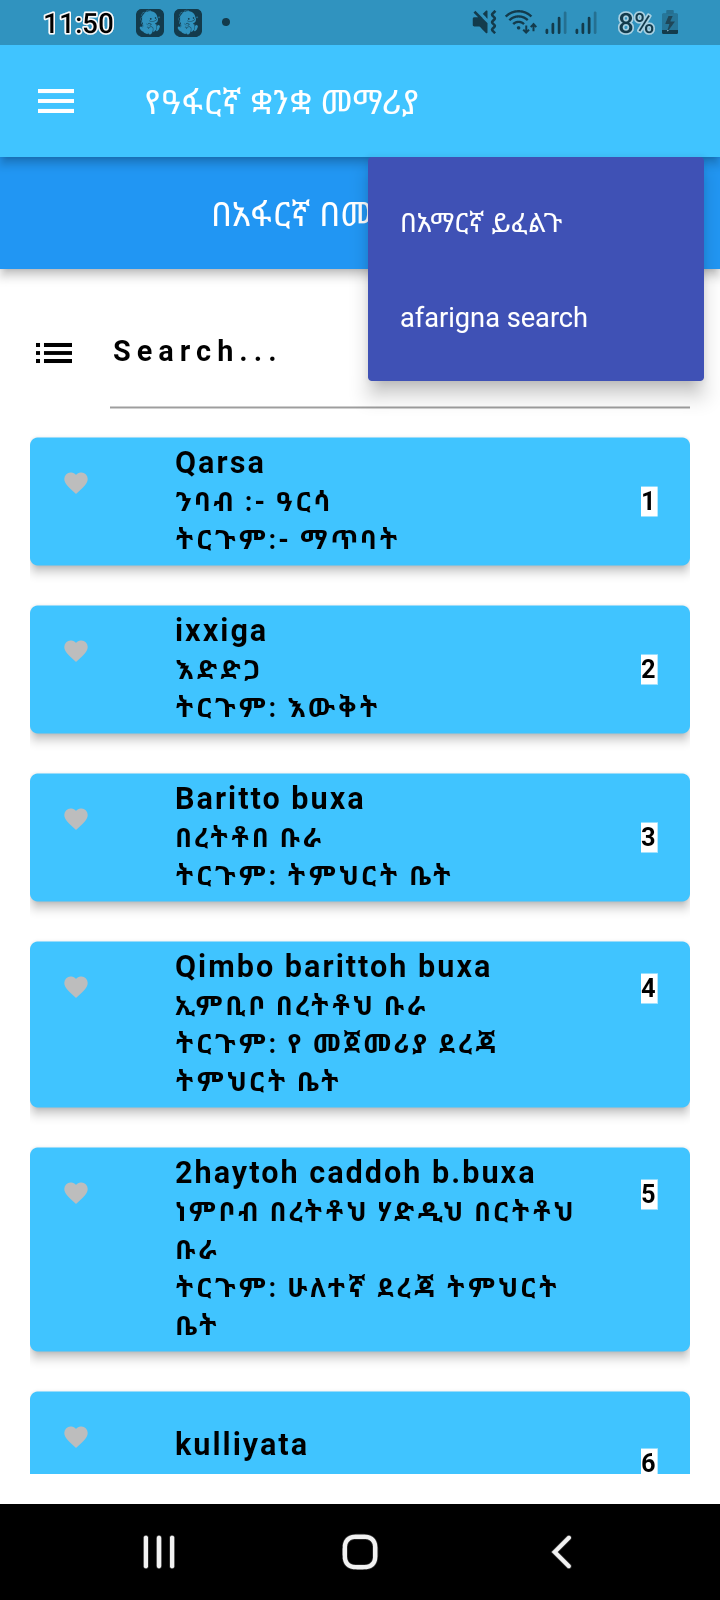 11:50
8%
የዓፋርኛ ቋንቋ መማሪያ
በአፋርኛ በመ
በአማርኛ ይፈልጉ
afarigna search
Search...
Qarsa
ንባብ :- ዓርሳ
ትርጉም:- ማጥባት
1
ixxiga
እድድጋ
ትርጉም: እውቅት
2
Baritto buxa
በረትቶበ ቡራ
ትርጉም: ትምህርት ቤት
3
Qimbo barittoh buxa
ኢምቢቦ በረትቶህ ቡራ
ትርጉም: የ መጀመሪያ ደረጃ
ትምህርት ቤት
4
2haytoh caddoh b.buxa
ነምቦብ በረትቶህ ሃድዲህ በርትቶህ
ቡራ
ትርጉም: ሁለተኛ ደረጃ ትምህርት
ቤት
5
kulliyata
6